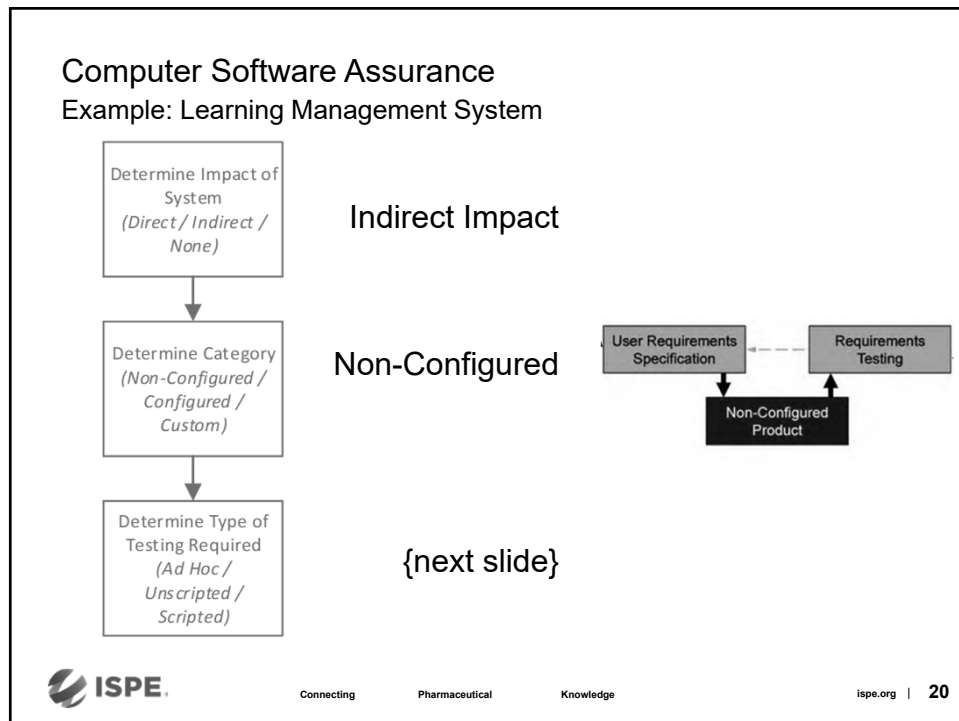 Computer Software Assurance
Example: Learning Management System
Determine Impact of
System
(Direct / Indirect /
None)
Indirect Impact
Determine Category
(Non-Configured /
Configured /
Custom)
Non-Configured
User Requirements
Specification
Requirements
Testing
Non-Configured
Product
Determine Type of
Testing Required
(Ad Hoc /
Unscripted /
Scripted)
{next slide}
ISPE.
Connecting Pharmaceutical Knowledge
ispe.org | 20